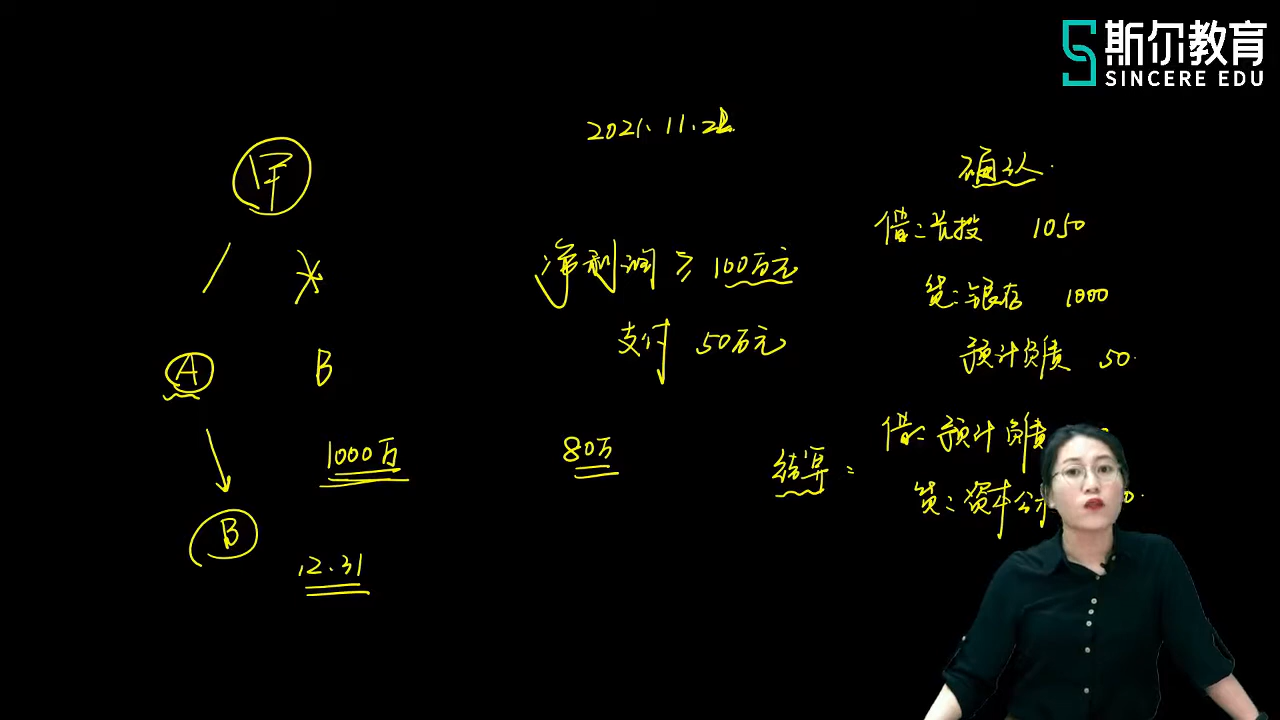 斯尔教育
SINCERE EDU
2021.11.21
确认
甲
借：长投 1050
净利润 ≥ 100万元
贷：银存 1000
支付 50万元
预计负债 50
A B
借：预计负债
1000万
80万
结算：
贷：资本公
B
12.31